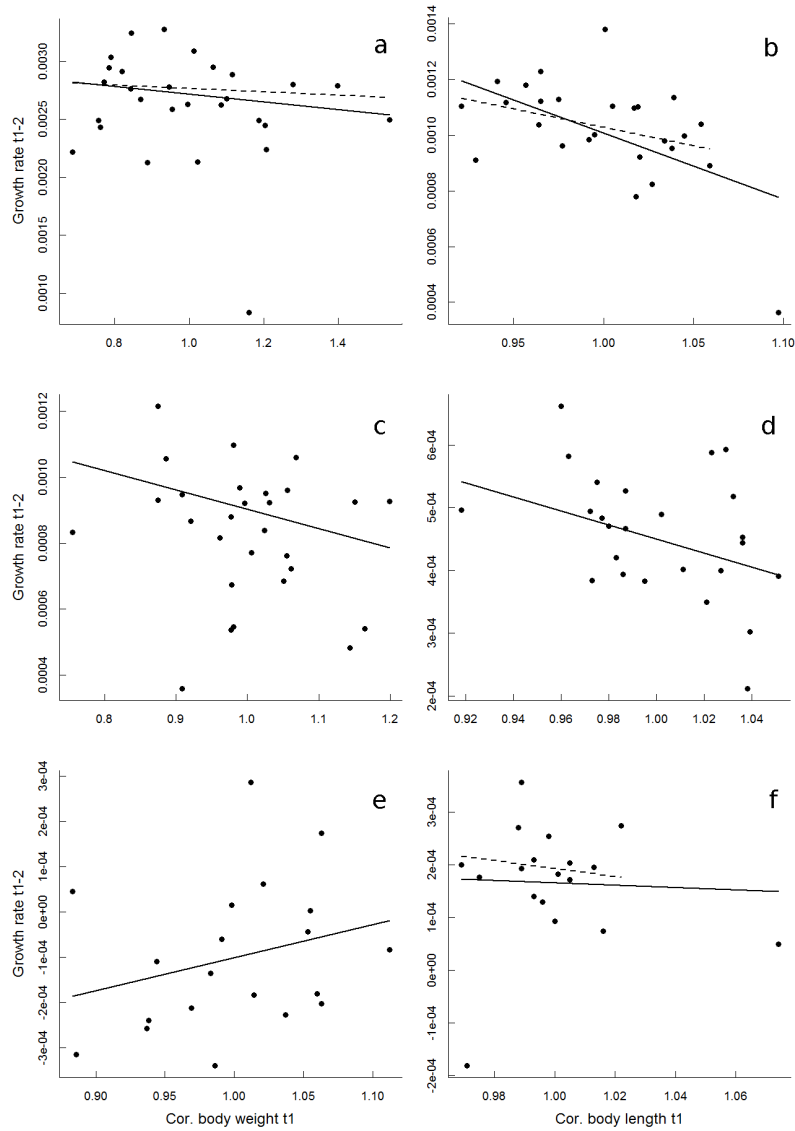 a
Growth rate t1-2
0.0030
0.0025
0.0020
0.0015
0.0010
0.8
1.0
1.2
1.4
b
0.0014
0.0012
0.0010
0.0008
0.0006
0.0004
0.95
1.00
1.05
1.10
c
Growth rate t1-2
0.0012
0.0010
0.0008
0.0006
0.0004
0.8
0.9
1.0
1.1
1.2
d
6e-04
5e-04
4e-04
3e-04
2e-04
0.92
0.94
0.96
0.98
1.00
1.02
1.04
e
Growth rate t1-2
3e-04
2e-04
1e-04
0e+00
-1e-04
-2e-04
-3e-04
0.90
0.95
1.00
1.05
1.10
Cor. body weight t1
f
3e-04
2e-04
1e-04
0e+00
-1e-04
-2e-04
0.98
1.00
1.02
1.04
1.06
Cor. body length t1